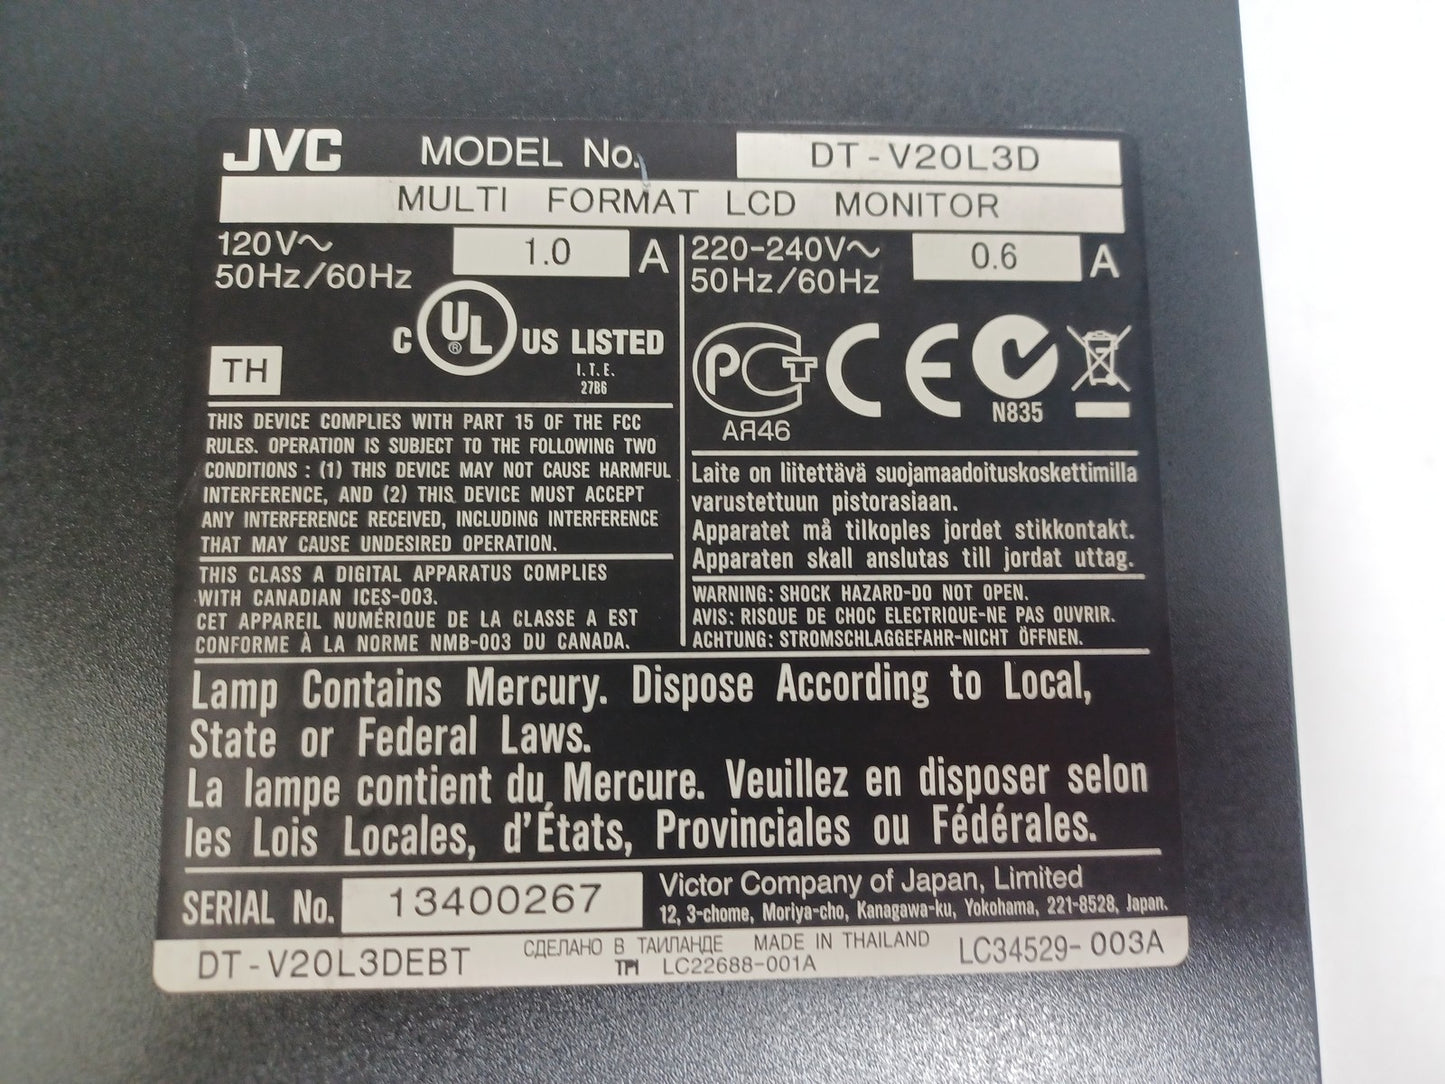 JVC MODEL No. DT-V20L3D
MULTI FORMAT LCD MONITOR
120V~ 1.0 A
50Hz/60Hz
C UL® US LISTED
I.T.E.
27B6
TH
THIS DEVICE COMPLIES WITH PART 15 OF THE FCC
RULES. OPERATION IS SUBJECT TO THE FOLLOWING TWO
CONDITIONS : (1) THIS DEVICE MAY NOT CAUSE HARMFUL
INTERFERENCE, AND (2) THIS DEVICE MUST ACCEPT
ANY INTERFERENCE RECEIVED, INCLUDING INTERFERENCE
THAT MAY CAUSE UNDESIRED OPERATION.
THIS CLASS A DIGITAL APPARATUS COMPLIES
WITH CANADIAN ICES-003.
CET APPAREIL NUMÉRIQUE DE LA CLASSE A EST
CONFORME À LA NORME NMB-003 DU CANADA.
220-240V~ 0.6 A
50Hz/60Hz
РСТ CE
N835
АЯ46
Laite on liitettävä suojamaadoituskoskettimilla
varustettuun pistorasiaan.
Apparatet må tilkoples jordet stikkontakt.
Apparaten skall anslutas till jordat uttag.
WARNING: SHOCK HAZARD-DO NOT OPEN.
AVIS: RISQUE DE CHOC ELECTRIQUE-NE PAS OUVRIR.
ACHTUNG: STROMSCHLAGGEFAHR-NICHT ÖFFNEN.
Lamp Contains Mercury. Dispose According to Local,
State or Federal Laws.
La lampe contient du Mercure. Veuillez en disposer selon
les Lois Locales, d'États, Provinciales ou Fédérales.
SERIAL No. 13400267
Victor Company of Japan, Limited
12, 3-chome, Moriya-cho, Kanagawa-ku, Yokohama, 221-8528, Japan.
DT-V20L3DEBT
СДЕЛАНО В ТАИЛАНДЕ MADE IN THAILAND
TPI LC22688-001A
LC34529-003A